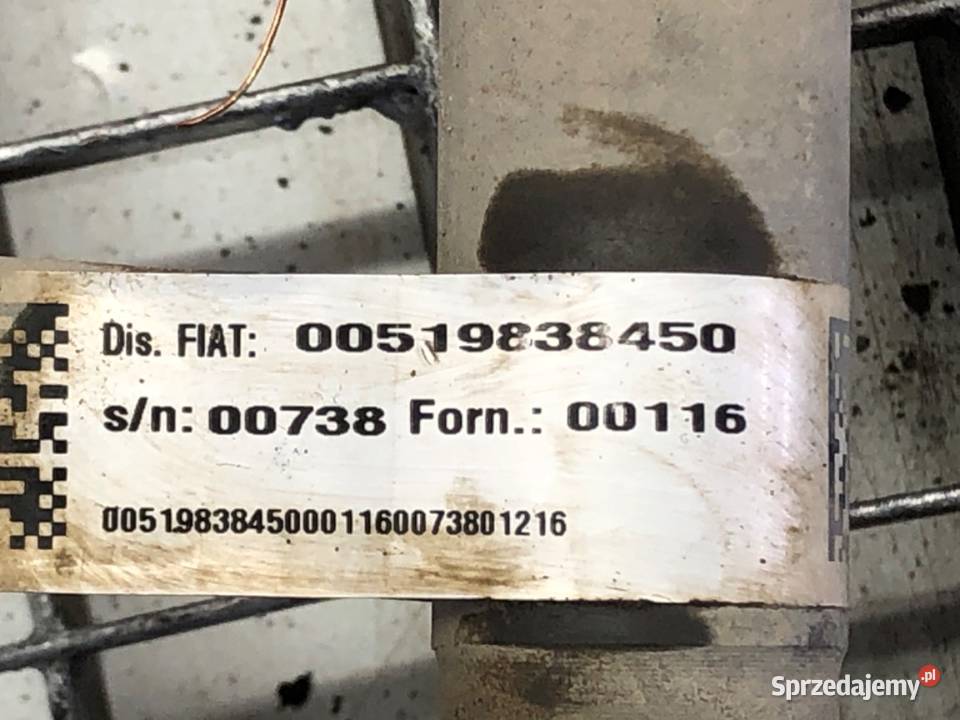 Dis. FIAT: 00519838450
s/n: 00738 Forn.: 00116
00519838450001160073801216
Sprzedajemy.pl